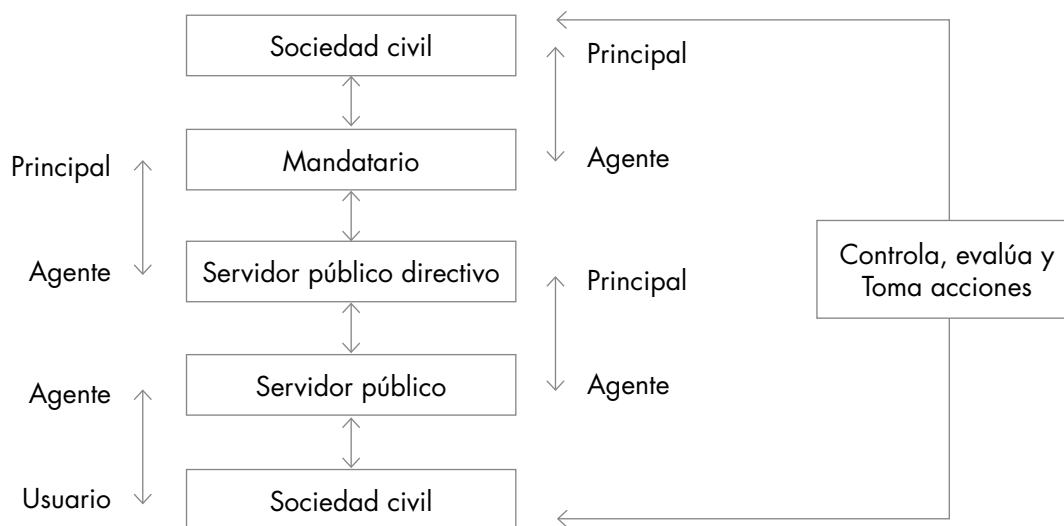 Sociedad civil
Principal
Mandatario
Agente
Principal
Servidor público directivo
Agente
Principal
Controla, evalúa y
Toma acciones
Servidor público
Agente
Agente
Sociedad civil
Usuario